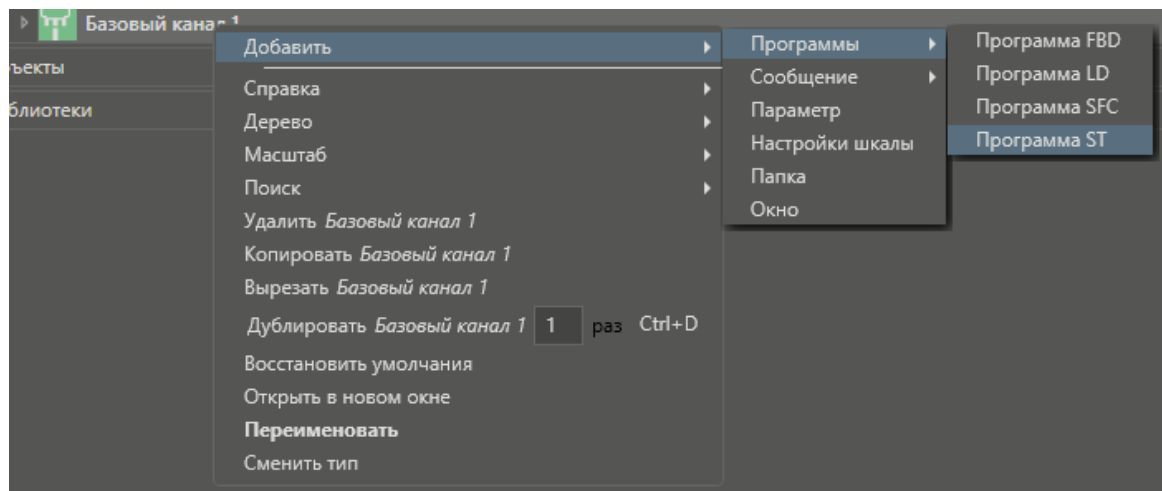 Базовый канал 1
ъекты
блиотеки
Добавить
Справка
Дерево
Масштаб
Поиск
Удалить Базовый канал 1
Копировать Базовый канал 1
Вырезать Базовый канал 1
Дублировать Базовый канал 1 1 раз Ctrl+D
Восстановить умолчания
Открыть в новом окне
Переименовать
Сменить тип
Программы
Сообщение
Параметр
Настройки шкалы
Папка
Окно
Программа FBD
Программа LD
Программа SFC
Программа ST